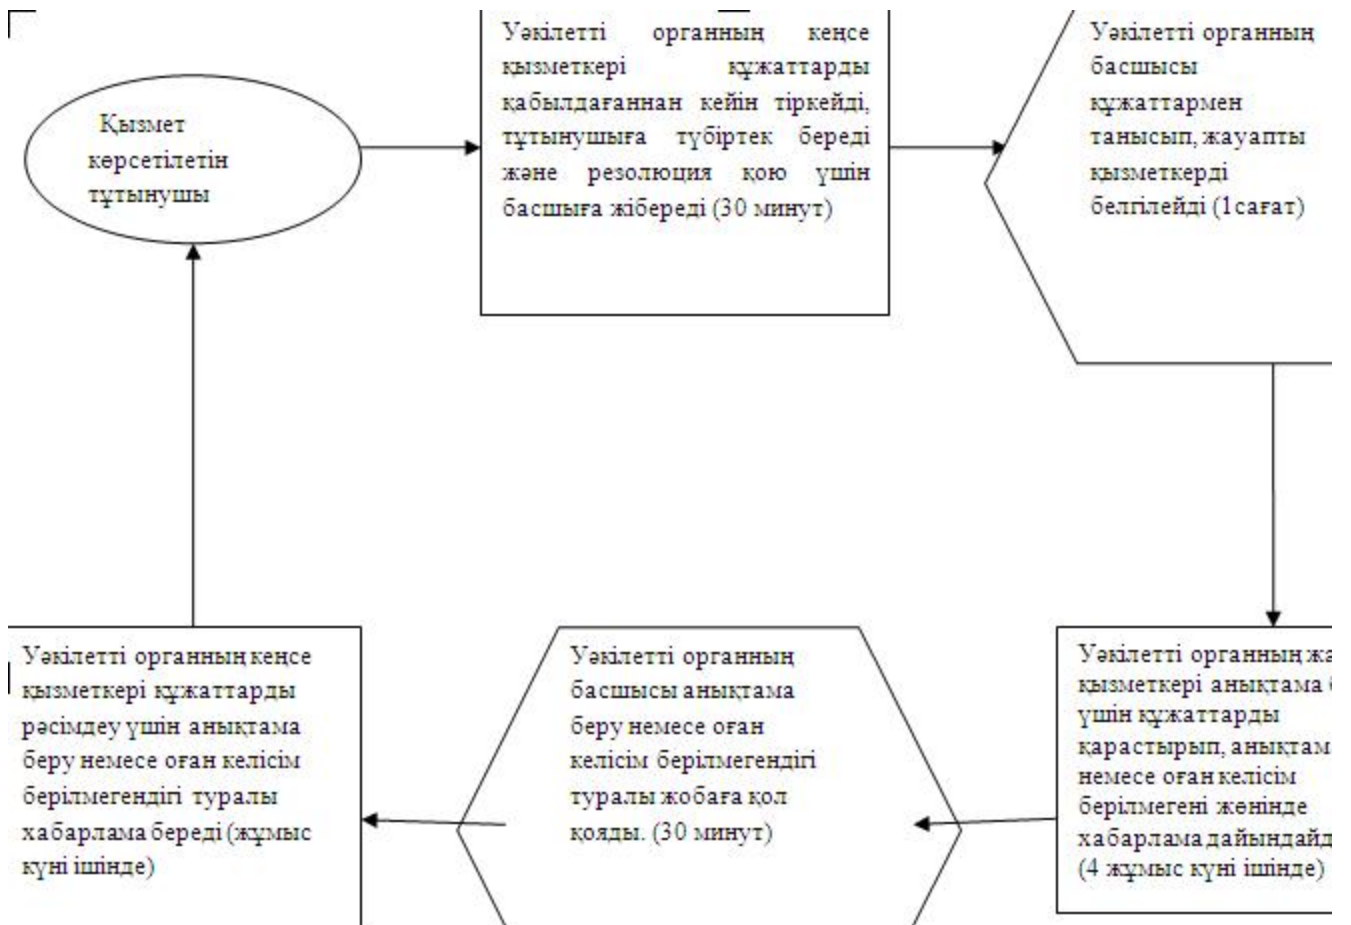 Қызмет
көрсетілетін
тұтынушы
Уәкілетті органның кеңсе
қызметкері құжаттарды
қабылдағаннан кейін тіркейді,
тұтынушыға түбіртек береді
және резолюция қою үшін
басшыға жібереді (30 минут)
Уәкілетті органның
басшысы
құжаттармен
танысып, жауапты
қызметкерді
белгілейді (1сағат)
Уәкілетті органның кеңсе
қызметкері құжаттарды
рәсімдеу үшін анықтама
беру немесе оған келісім
берілмегендігі туралы
хабарлама береді (жұмыс
күні ішінде)
Уәкілетті органның
басшысы анықтама
беру немесе оған
келісім берілмегендігі
туралы жобаға қол
қояды. (30 минут)
Уәкілетті органның
қызметкері анықтама
үшін құжаттарды
қарастырып,
немесе оған келісім
берілмегені жөнінде
хабарлама
(4 жұмыс күні ішінде)